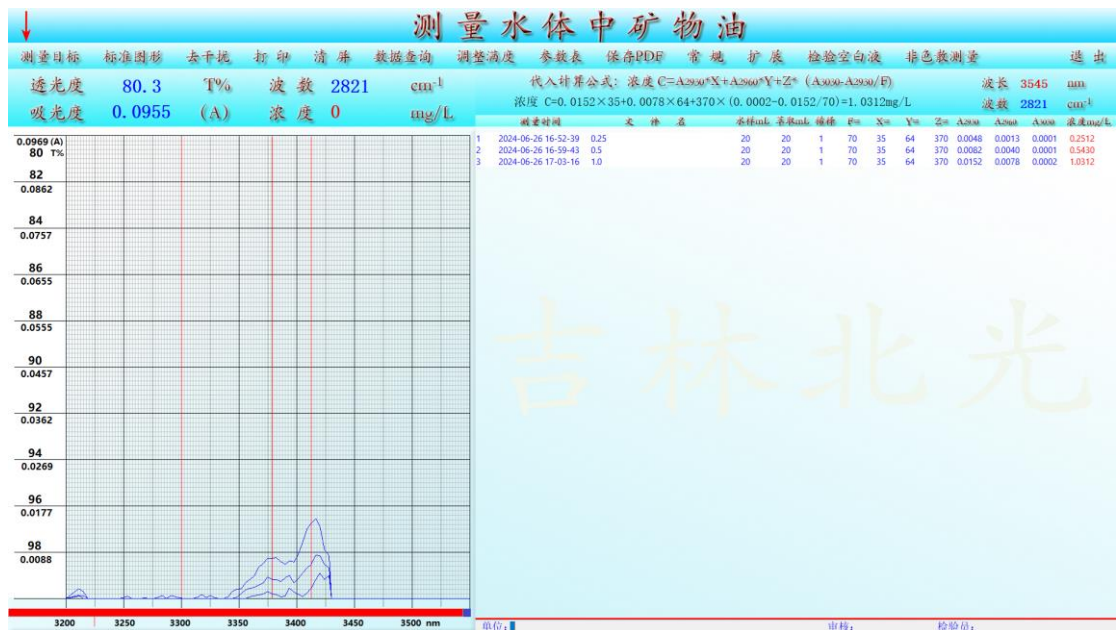 测量水体中矿物油
测量目标 标准图形 去干扰 打印 清屏 数据查询 调整满度 参数表 保存PDF 常规 扩展 检验空白液 非色散测量 退出
透光度 80.3 T% 波数 2821 cm-1
吸光度 0.0955 (A) 浓度 0 mg/L
代入计算公式: 浓度C=A2930*X+A2960*Y+Z*(A3030-A2930/F)
浓度 C=0.0152×35+0.0078×64+370×(0.0002-0.0152/70)=1.0312mg/L
波长 3545 nm
波数 2821 cm-1
测量时间 文件名 水样mL 萃取mL 稀释 F= X= Y= Z= A2930 A2960 A3030 浓度mg/L
1 2024-06-26 16-52-39 0.25 20 20 1 70 35 64 370 0.0048 0.0013 0.0001 0.2512
2 2024-06-26 16-59-43 0.5 20 20 1 70 35 64 370 0.0082 0.0040 0.0001 0.5430
3 2024-06-26 17-03-16 1.0 20 20 1 70 35 64 370 0.0152 0.0078 0.0002 1.0312
0.0969 (A)
80 T%
82
0.0862
84
0.0757
86
0.0655
88
0.0555
90
0.0457
92
0.0362
94
0.0269
96
0.0177
98
0.0088
3200 3250 3300 3350 3400 3450 3500 nm
吉林北光
单位: 审核: 检验员: